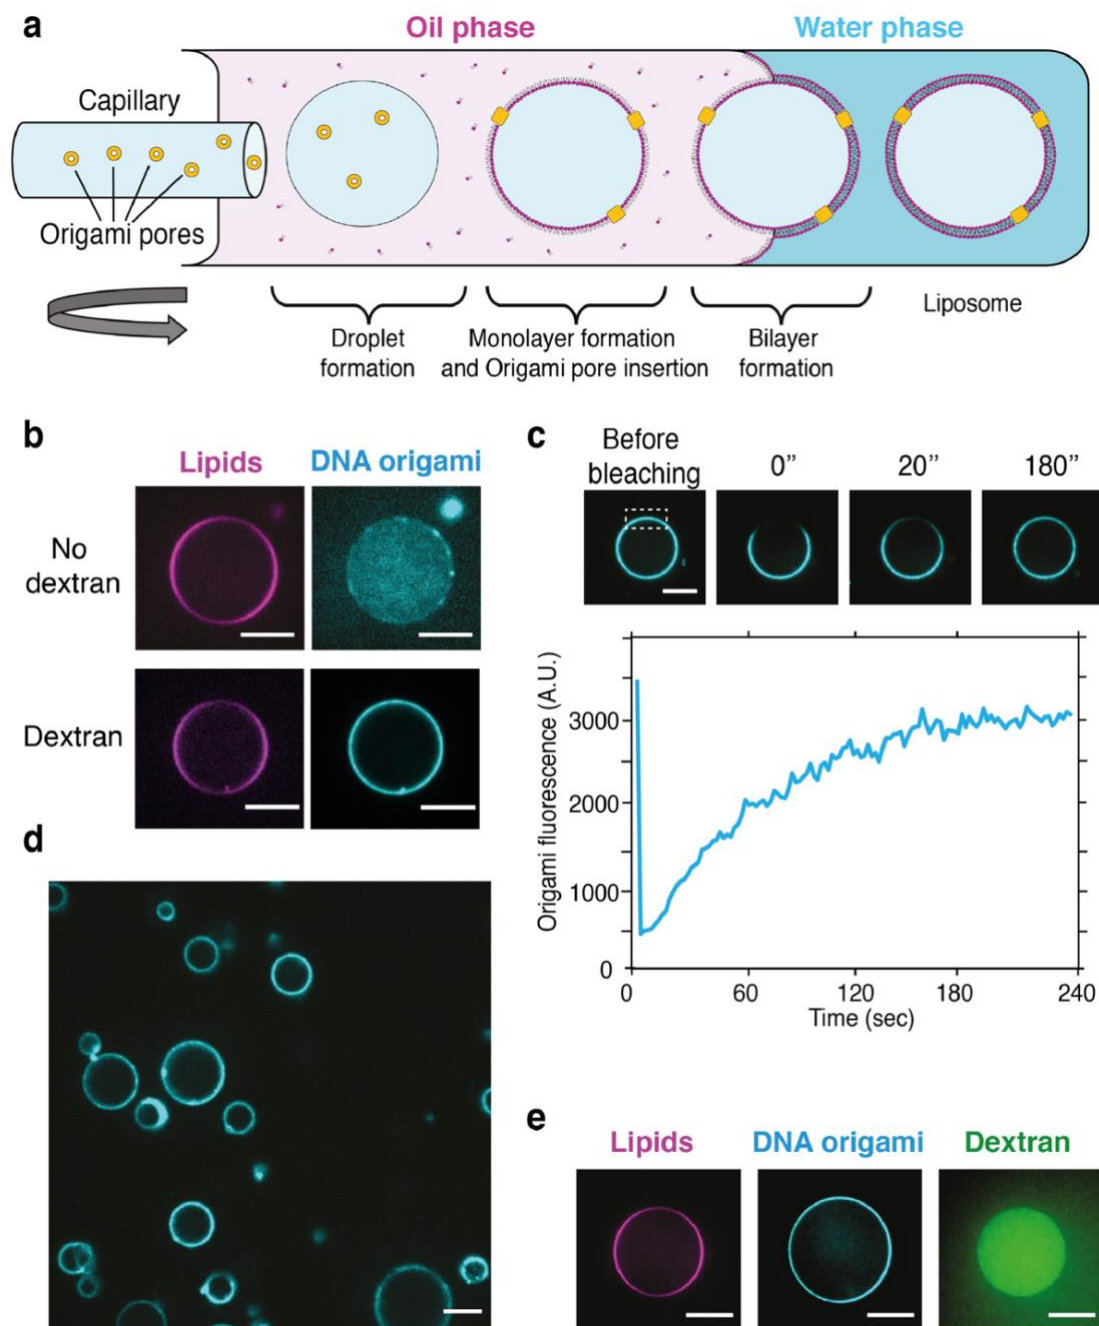 a
Oil phase
Water phase
Capillary
Origami pores
Droplet
formation
Monolayer formation
and Origami pore insertion
Bilayer
formation
Liposome
b
Lipids
DNA origami
No
dextran
Dextran
c
Before
bleaching
0”
20”
180”
Origami fluorescence (A.U.)
3000
2000
1000
0
0
60
120
180
240
Time (sec)
d
e
Lipids
DNA origami
Dextran